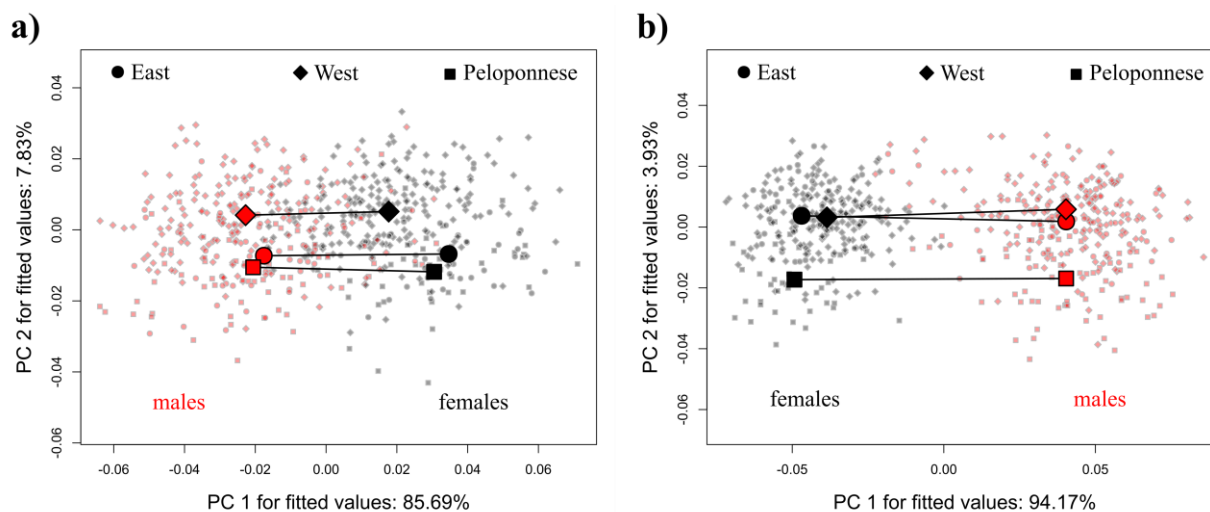 a)
East West Peloponnese
PC 2 for fitted values: 7.83%
0.04
0.02
0.00
-0.02
-0.04
-0.06
males females
-0.06 -0.04 -0.02 0.00 0.02 0.04 0.06
PC 1 for fitted values: 85.69%
b)
East West Peloponnese
PC 2 for fitted values: 3.93%
0.04
0.02
0.00
-0.02
-0.04
-0.06
females males
-0.05 0.00 0.05
PC 1 for fitted values: 94.17%